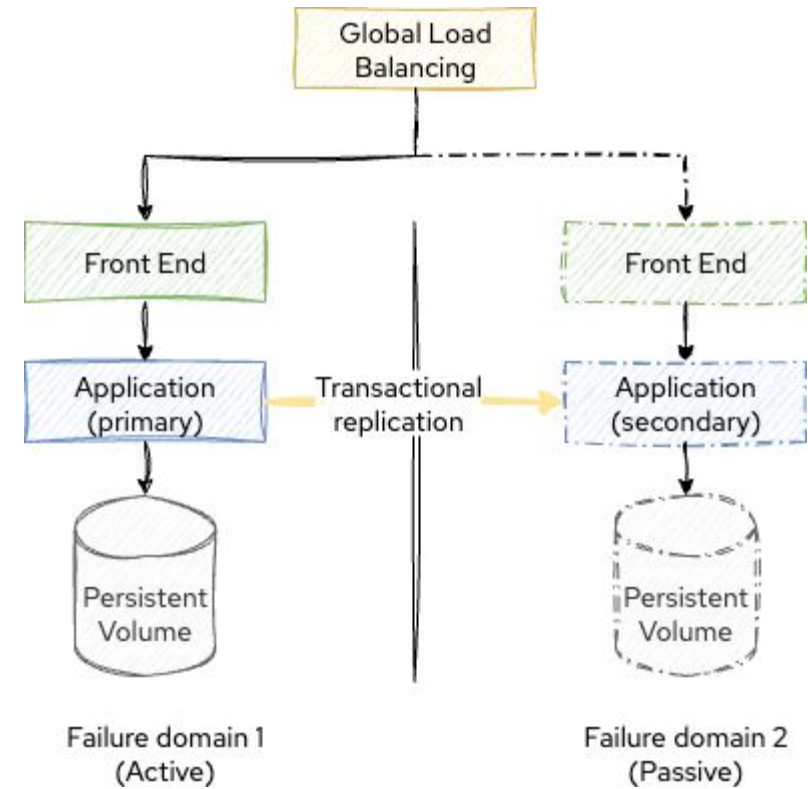 Global Load
Balancing
Front End
Front End
Application
(primary)
Transactional
replication
Application
(secondary)
Persistent
Volume
Persistent
Volume
Failure domain 1
(Active)
Failure domain 2
(Passive)